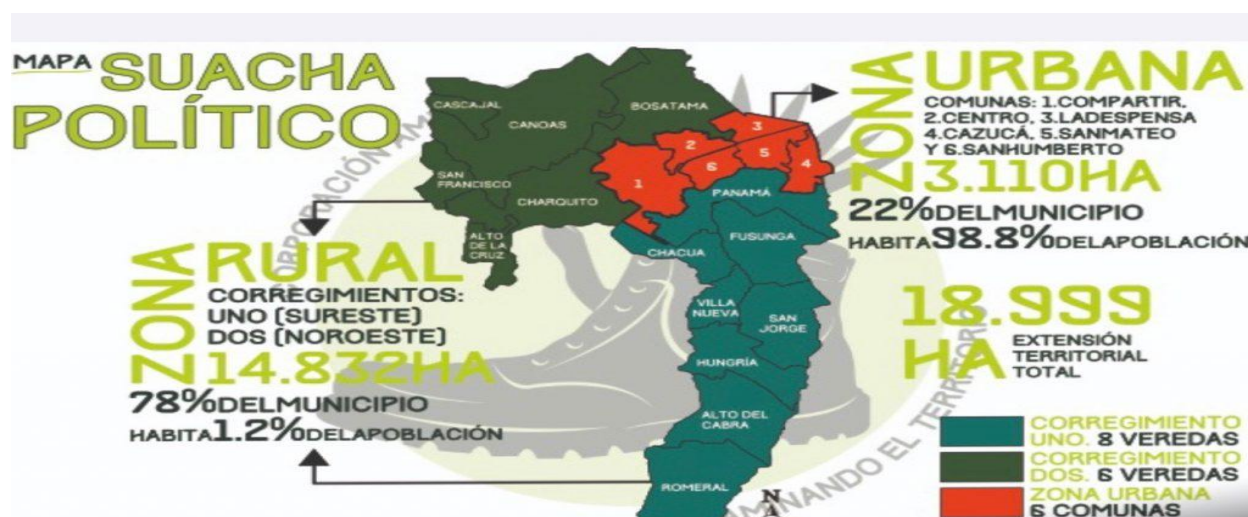 MAPA SUACHA
POLÍTICO
ZONA URBANA
COMUNAS: 1.COMPARTIR,
2.CENTRO, 3.LADESPENSA
4.CAZUCÁ, 5.SANMATEO
Y 6.SANHUMBERTO
3.110HA
22%DELMUNICIPIO
HABITA98.8%DELAPOBLACIÓN
CASCAJAL
CANOAS
BOSATAMA
SAN
FRANCISCO
CHARQUITO
ALTO
DE LA
CRUZ
1
2
3
4
5
6
PANAMÁ
FUSUNGA
CHACUA
VILLA
NUEVA
SAN
JORGE
HUNGRÍA
ALTO DEL
CABRA
ROMERAL
ZONA RURAL
CORREGIMIENTOS:
UNO (SURESTE)
DOS (NOROESTE)
14.832HA
78%DELMUNICIPIO
HABITA1.2%DELAPOBLACIÓN
18.999
HA
EXTENSIÓN
TERRITORIAL
TOTAL
CORREGIMIENTO
UNO. 8 VEREDAS
CORREGIMIENTO
DOS. 6 VEREDAS
ZONA URBANA
6 COMUNAS
N
EL TERRITORIO